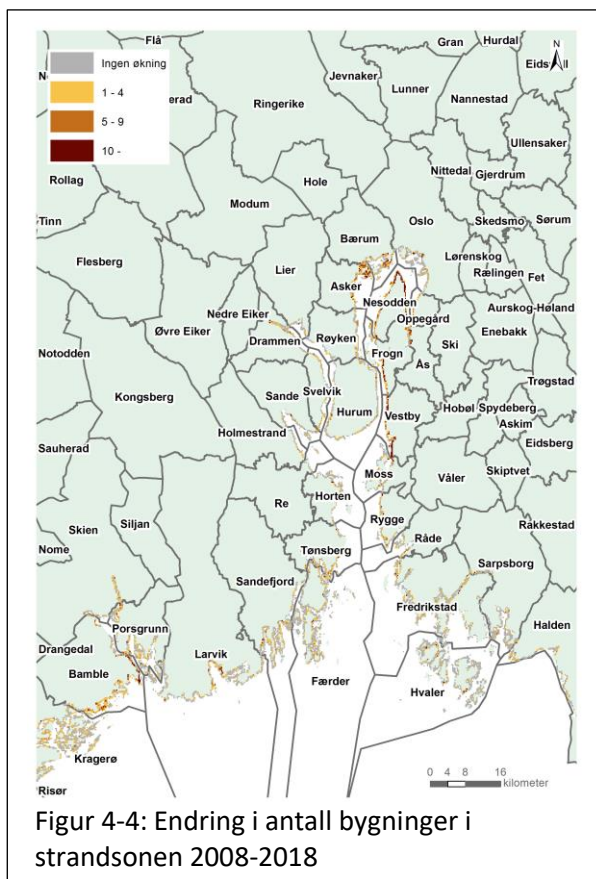 Flå
Gran
Hurdal
N
Ingen økning
1 - 4
5 - 9
10 -
Jevnaker
Lunner
Nannestad
Ringerike
Ullensaker
Rollag
Hole
Nittedal
Gjerdrum
Tinn
Modum
Oslo
Skedsmo
Sørum
Flesberg
Bærum
Lier
Lørenskog
Rælingen
Fet
Asker
Nesodden
Aurskog-Høland
Nedre Eiker
Oppegård
Enebakk
Øvre Eiker
Drammen
Røyken
Ski
Notodden
Frogn
Ås
Trøgstad
Kongsberg
Sande
Svelvik
Hurum
Vestby
Hobøl
Spydeberg
Askim
Holmestrand
Eidsberg
Sauherad
Moss
Våler
Skiptvet
Re
Horten
Skien
Siljan
Rygge
Rakkestad
Nome
Tønsberg
Råde
Sandefjord
Sarpsborg
Porsgrunn
Fredrikstad
Halden
Drangedal
Larvik
Bamble
Færder
Hvaler
Kragerø
Risør
0 4 8 16
kilometer
Figur 4-4: Endring i antall bygninger i
strandsonen 2008-2018